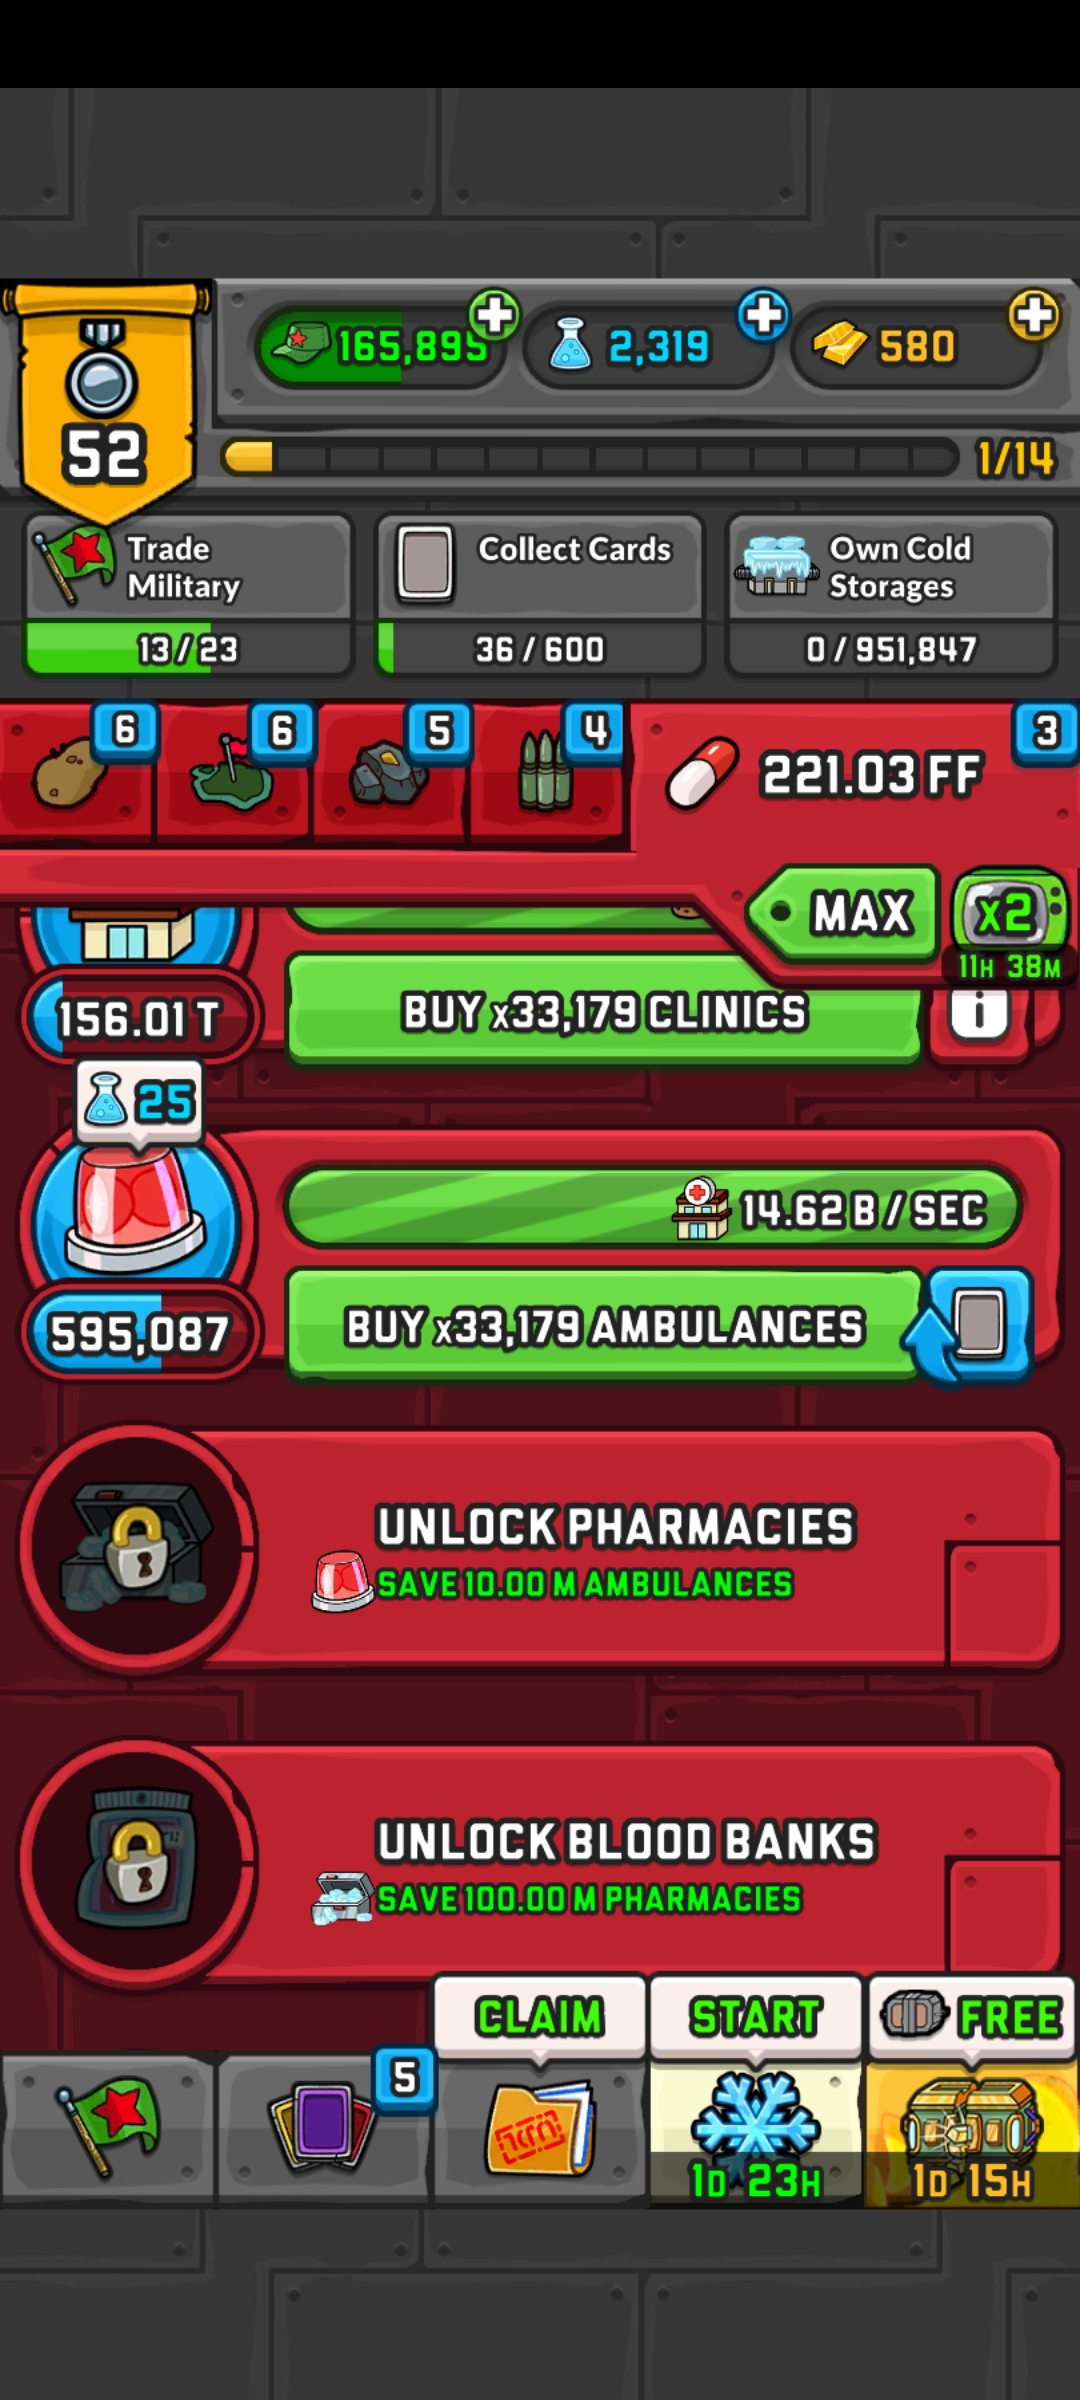 165,895
2,319
580
52
1/14
Trade
Military
13/23
Collect Cards
36/600
Own Cold
Storages
0/951,847
6
6
5
4
3
221.03 FF
MAX
x2
11H 38M
156.01 T
BUY x33,179 CLINICS
i
25
14.62 B / SEC
595,087
BUY x33,179 AMBULANCES
UNLOCK PHARMACIES
SAVE 10.00 M AMBULANCES
UNLOCK BLOOD BANKS
SAVE 100.00 M PHARMACIES
CLAIM
START
FREE
5
1D 23H
1D 15H